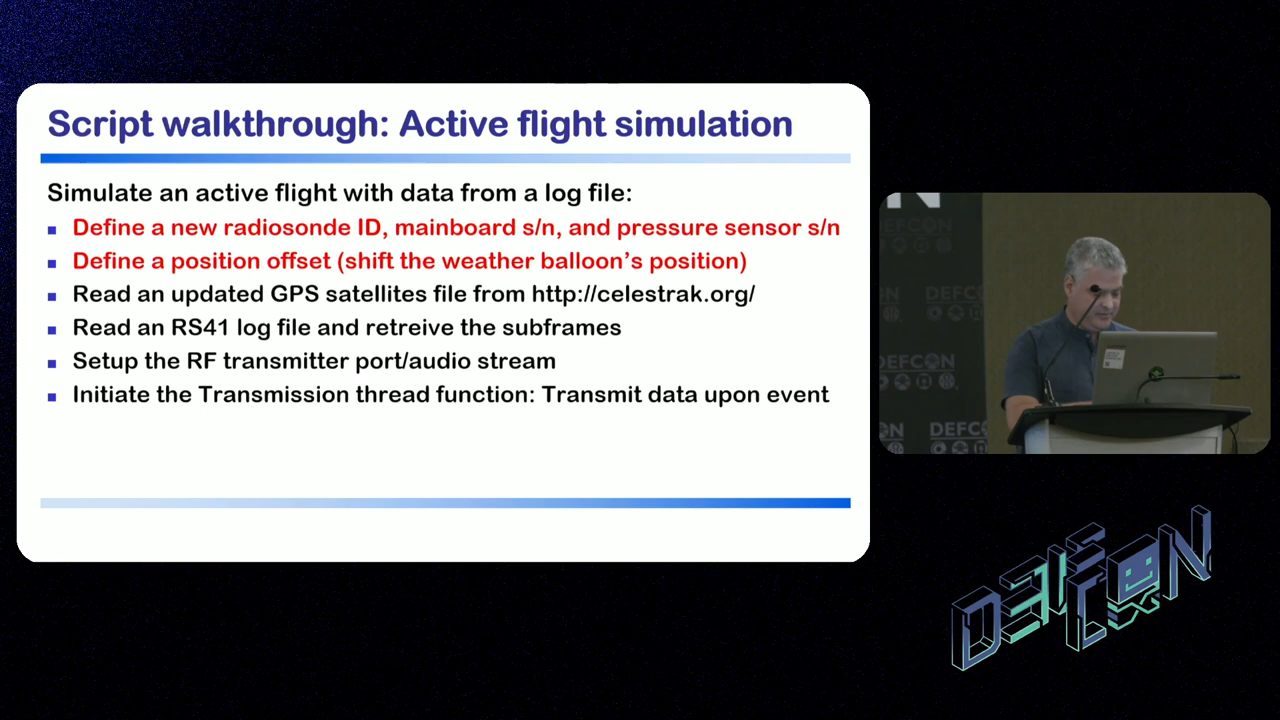 Script walkthrough: Active flight simulation
Simulate an active flight with data from a log file:
Define a new radiosonde ID, mainboard s/n, and pressure sensor s/n
Define a position offset (shift the weather balloon's position)
Read an updated GPS satellites file from http://celestrak.org/
Read an RS41 log file and retreive the subframes
Setup the RF transmitter port/audio stream
Initiate the Transmission thread function: Transmit data upon event
DEFCON
DEFCON
DEFCON
DEFCON
DEFCON